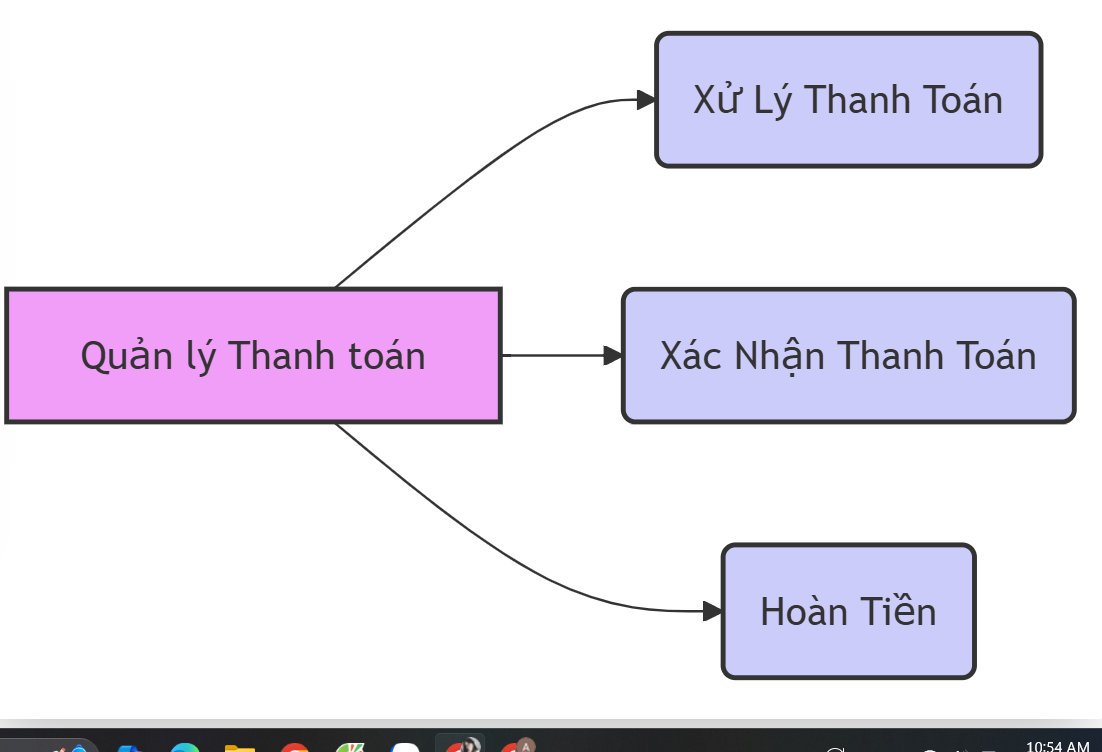 Xử Lý Thanh Toán
Quản lý Thanh toán
Xác Nhận Thanh Toán
Hoàn Tiền
10:54 AM
A